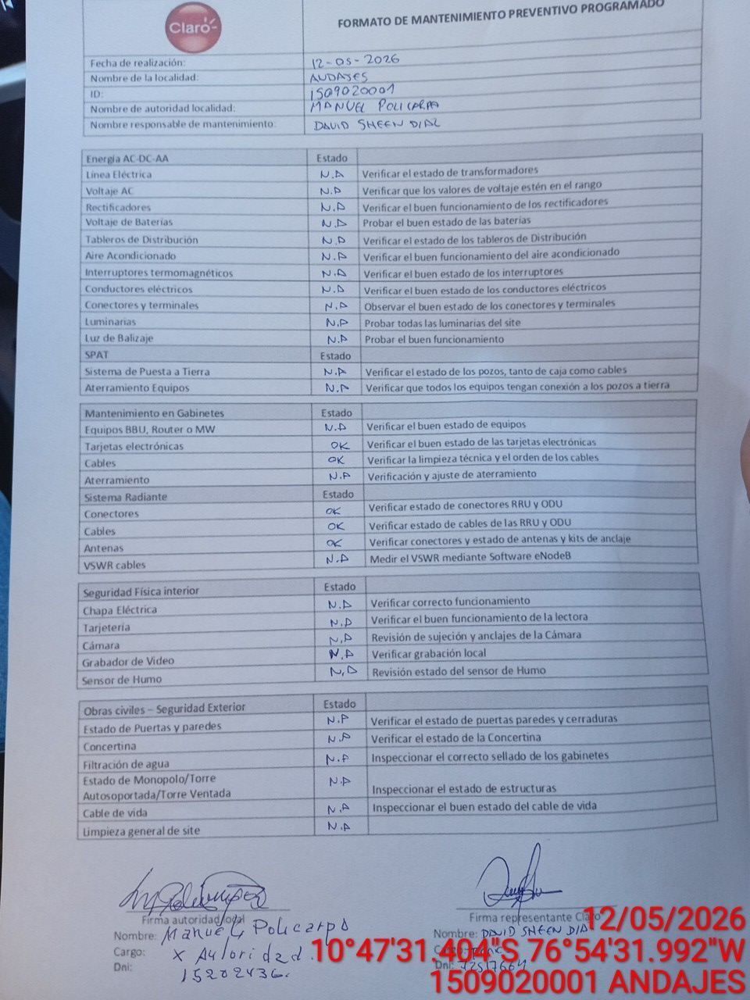 Claro
FORMATO DE MANTENIMIENTO PREVENTIVO PROGRAMADO
Fecha de realización: 12-05-2026
Nombre de la localidad: ANDAJES
ID: 1509020001
Nombre de autoridad localidad: MANUEL POLICARPO
Nombre responsable de mantenimiento: DAVID SHEEN DIAZ
Energía AC-DC-AA Estado
Línea Eléctrica N.A Verificar el estado de transformadores
Voltaje AC N.A Verificar que los valores de voltaje estén en el rango
Rectificadores N.A Verificar el buen funcionamiento de los rectificadores
Voltaje de Baterías N.A Probar el buen estado de las baterías
Tableros de Distribución N.A Verificar el estado de los tableros de Distribución
Aire Acondicionado N.A Verificar el buen funcionamiento del aire acondicionado
Interruptores termomagnéticos N.A Verificar el buen estado de los interruptores
Conductores eléctricos N.A Verificar el buen estado de los conductores eléctricos
Conectores y terminales N.A Observar el buen estado de los conectores y terminales
Luminarias N.A Probar todas las luminarias del site
Luz de Balizaje N.A Probar el buen funcionamiento
SPAT Estado
Sistema de Puesta a Tierra N.A Verificar el estado de los pozos, tanto de caja como cables
Aterramiento Equipos N.A Verificar que todos los equipos tengan conexión a los pozos a tierra
Mantenimiento en Gabinetes Estado
Equipos BBU, Router o MW N.A Verificar el buen estado de equipos
Tarjetas electrónicas OK Verificar el buen estado de las tarjetas electrónicas
Cables OK Verificar la limpieza técnica y el orden de los cables
Aterramiento N.A Verificación y ajuste de aterramiento
Sistema Radiante Estado
Conectores OK Verificar estado de conectores RRU y ODU
Cables OK Verificar estado de cables de las RRU y ODU
Antenas OK Verificar conectores y estado de antenas y kits de anclaje
VSWR cables N.A Medir el VSWR mediante Software eNodeB
Seguridad Física interior Estado
Chapa Eléctrica N.A Verificar correcto funcionamiento
Tarjetería N.A Verificar el buen funcionamiento de la lectora
Cámara N.A Revisión de sujeción y anclajes de la Cámara
Grabador de Video N.A Verificar grabación local
Sensor de Humo N.A Revisión estado del sensor de Humo
Obras civiles – Seguridad Exterior Estado
Estado de Puertas y paredes N.A Verificar el estado de puertas paredes y cerraduras
Concertina N.A Verificar el estado de la Concertina
Filtración de agua N.A Inspeccionar el correcto sellado de los gabinetes
Estado de Monopolo/Torre
Autosoportada/Torre Ventada N.A Inspeccionar el estado de estructuras
Cable de vida N.A Inspeccionar el buen estado del cable de vida
Limpieza general de site N.A
Firma autoridad local
Nombre: Manuel Policarpo
Cargo: X Autoridad.
Dni: 15202436.
Firma representante Claro
Nombre: DAVID SHEEN DIAZ
Cargo:
Dni:
12/05/2026
10°47'31.404"S 76°54'31.992"W
1509020001 ANDAJES